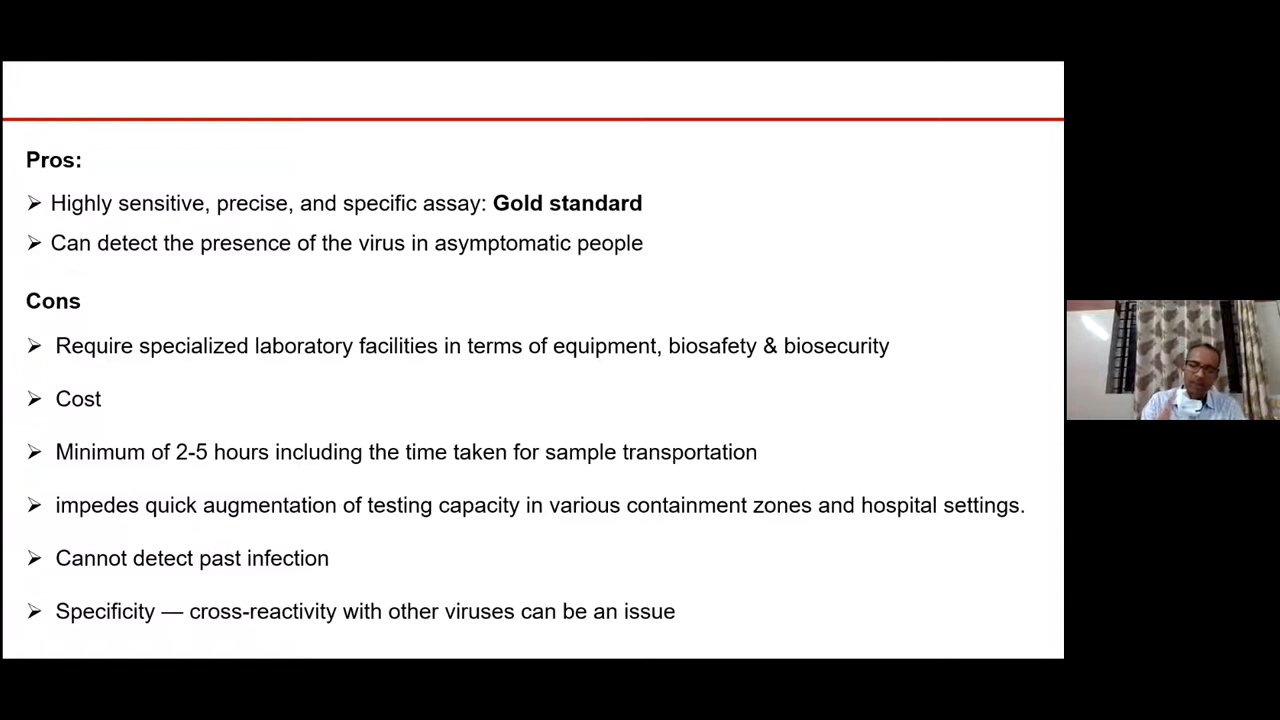 Pros:
➢ Highly sensitive, precise, and specific assay: Gold standard
➢ Can detect the presence of the virus in asymptomatic people
Cons
➢ Require specialized laboratory facilities in terms of equipment, biosafety & biosecurity
➢ Cost
➢ Minimum of 2-5 hours including the time taken for sample transportation
➢ impedes quick augmentation of testing capacity in various containment zones and hospital settings.
➢ Cannot detect past infection
➢ Specificity — cross-reactivity with other viruses can be an issue